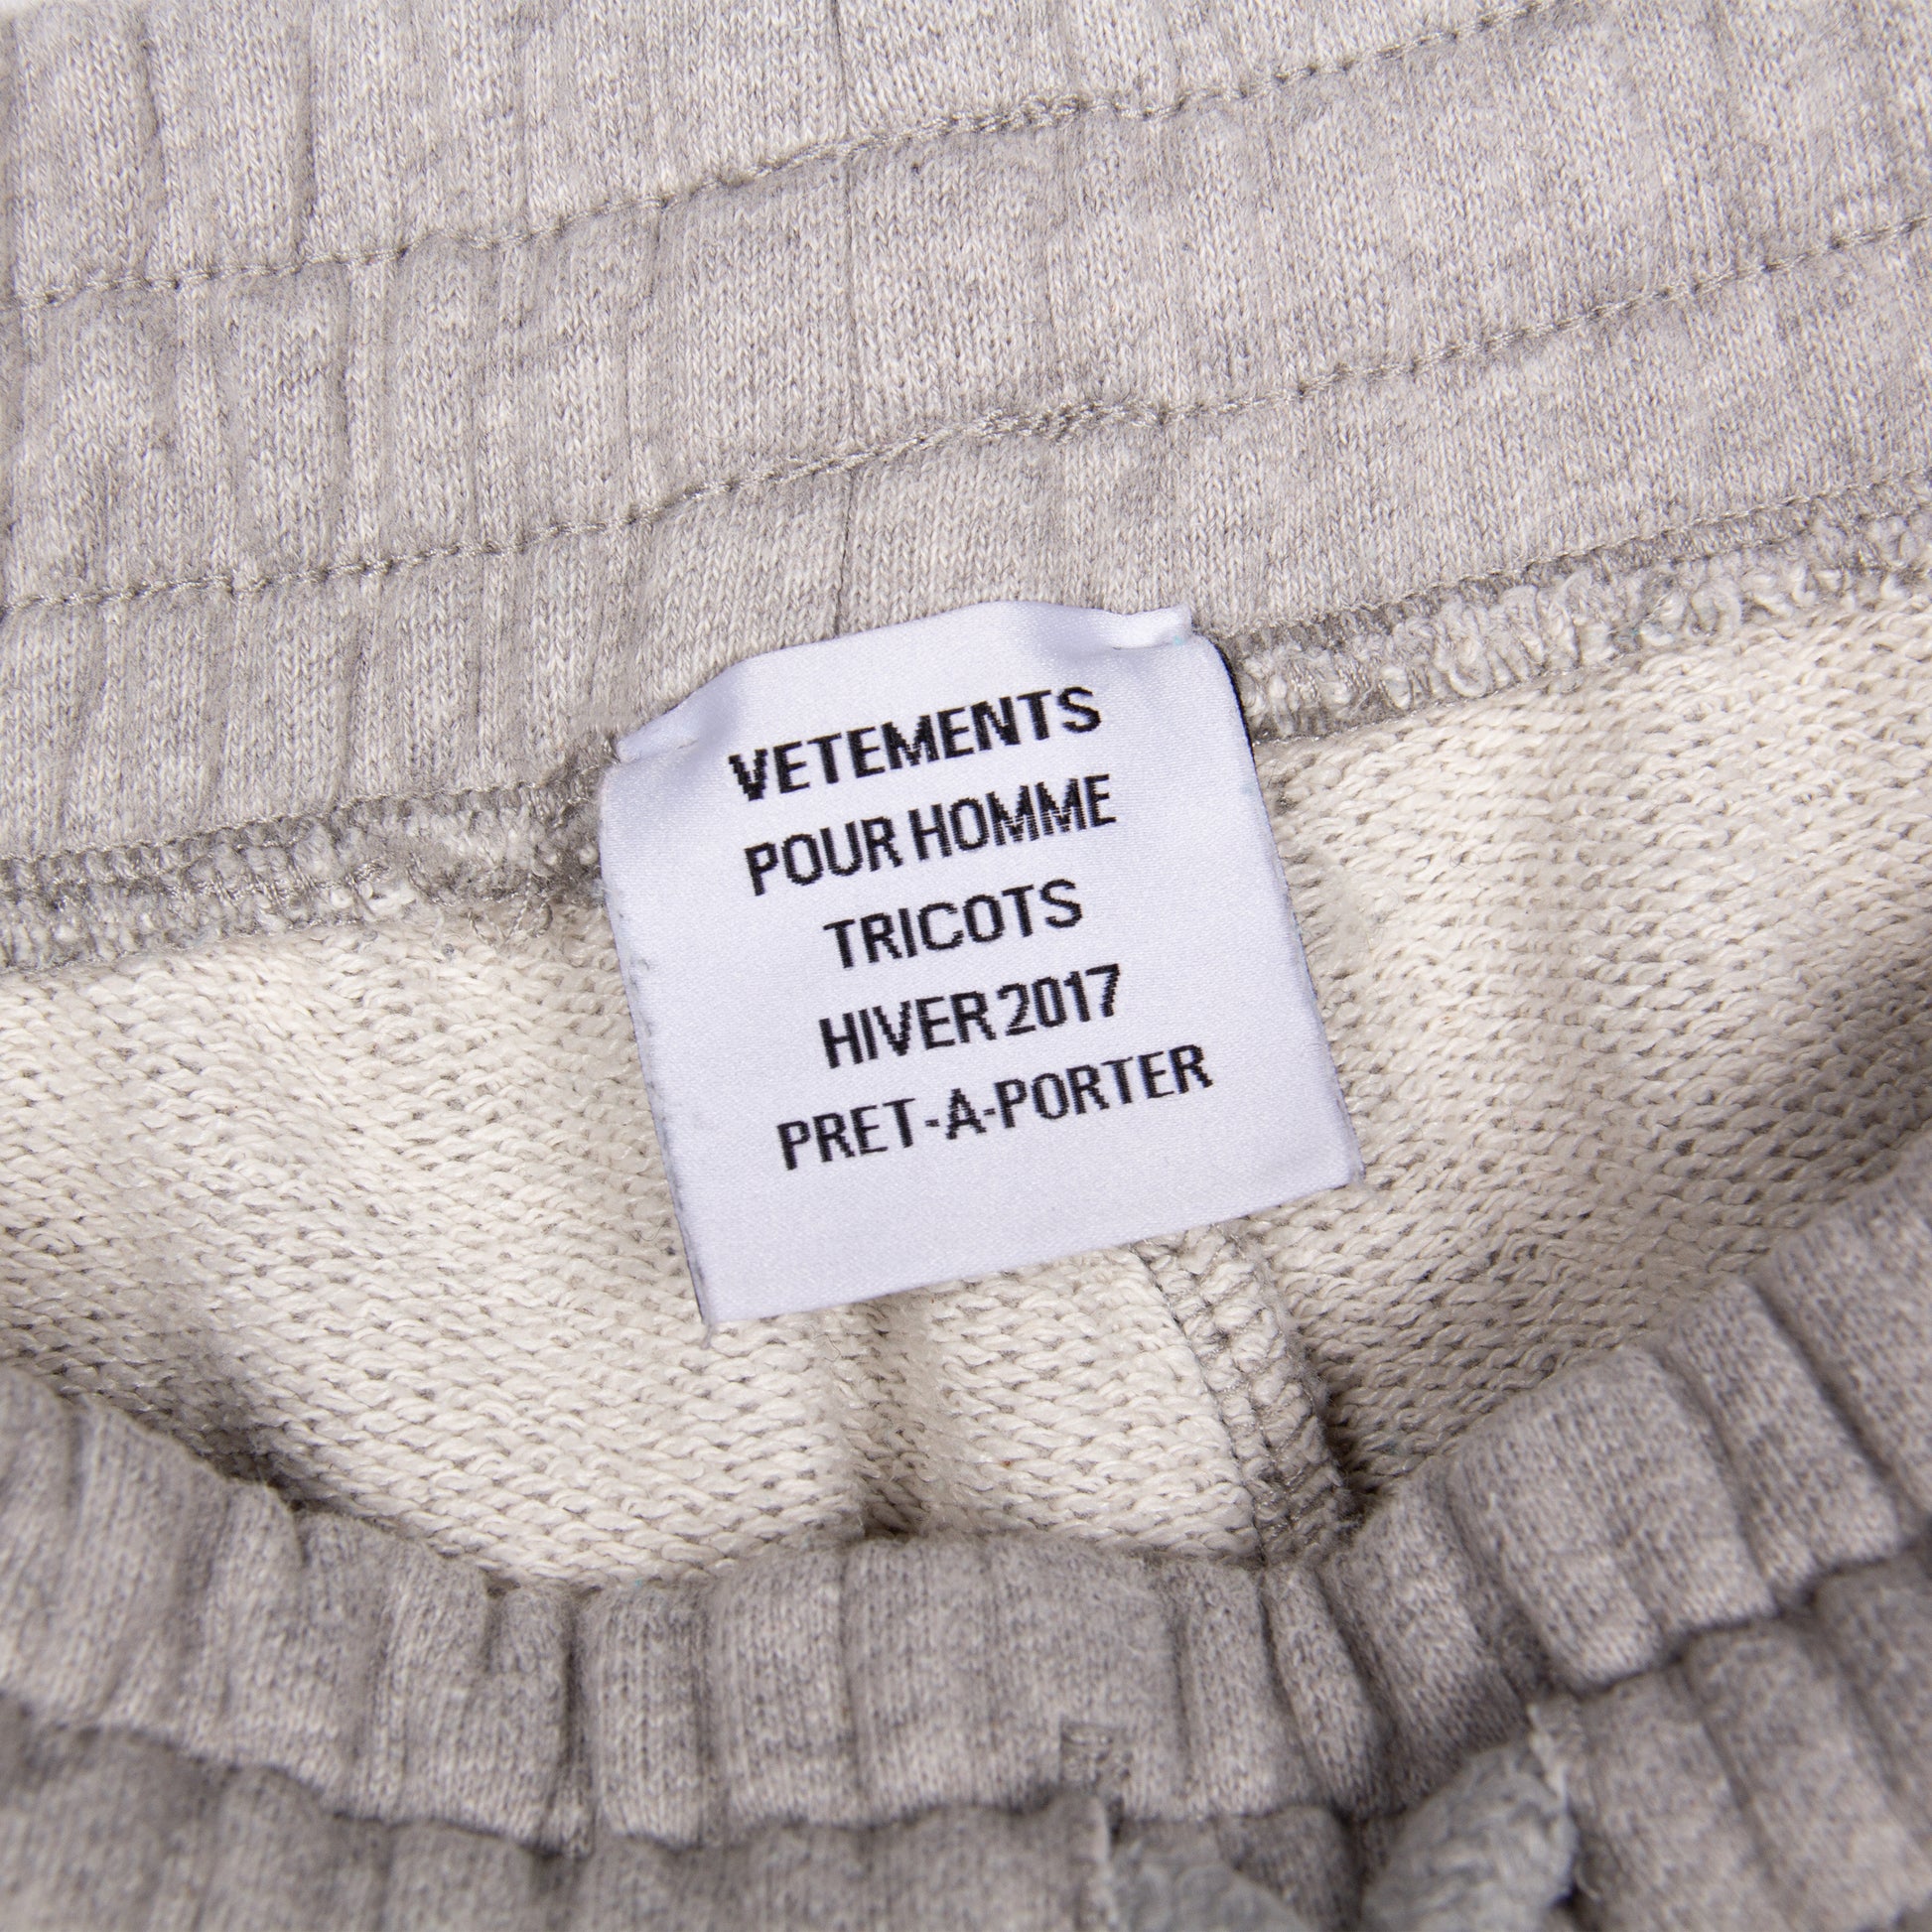 VETEMENTS
POUR HOMME
TRICOTS
HIVER 2017
PRET-A-PORTER